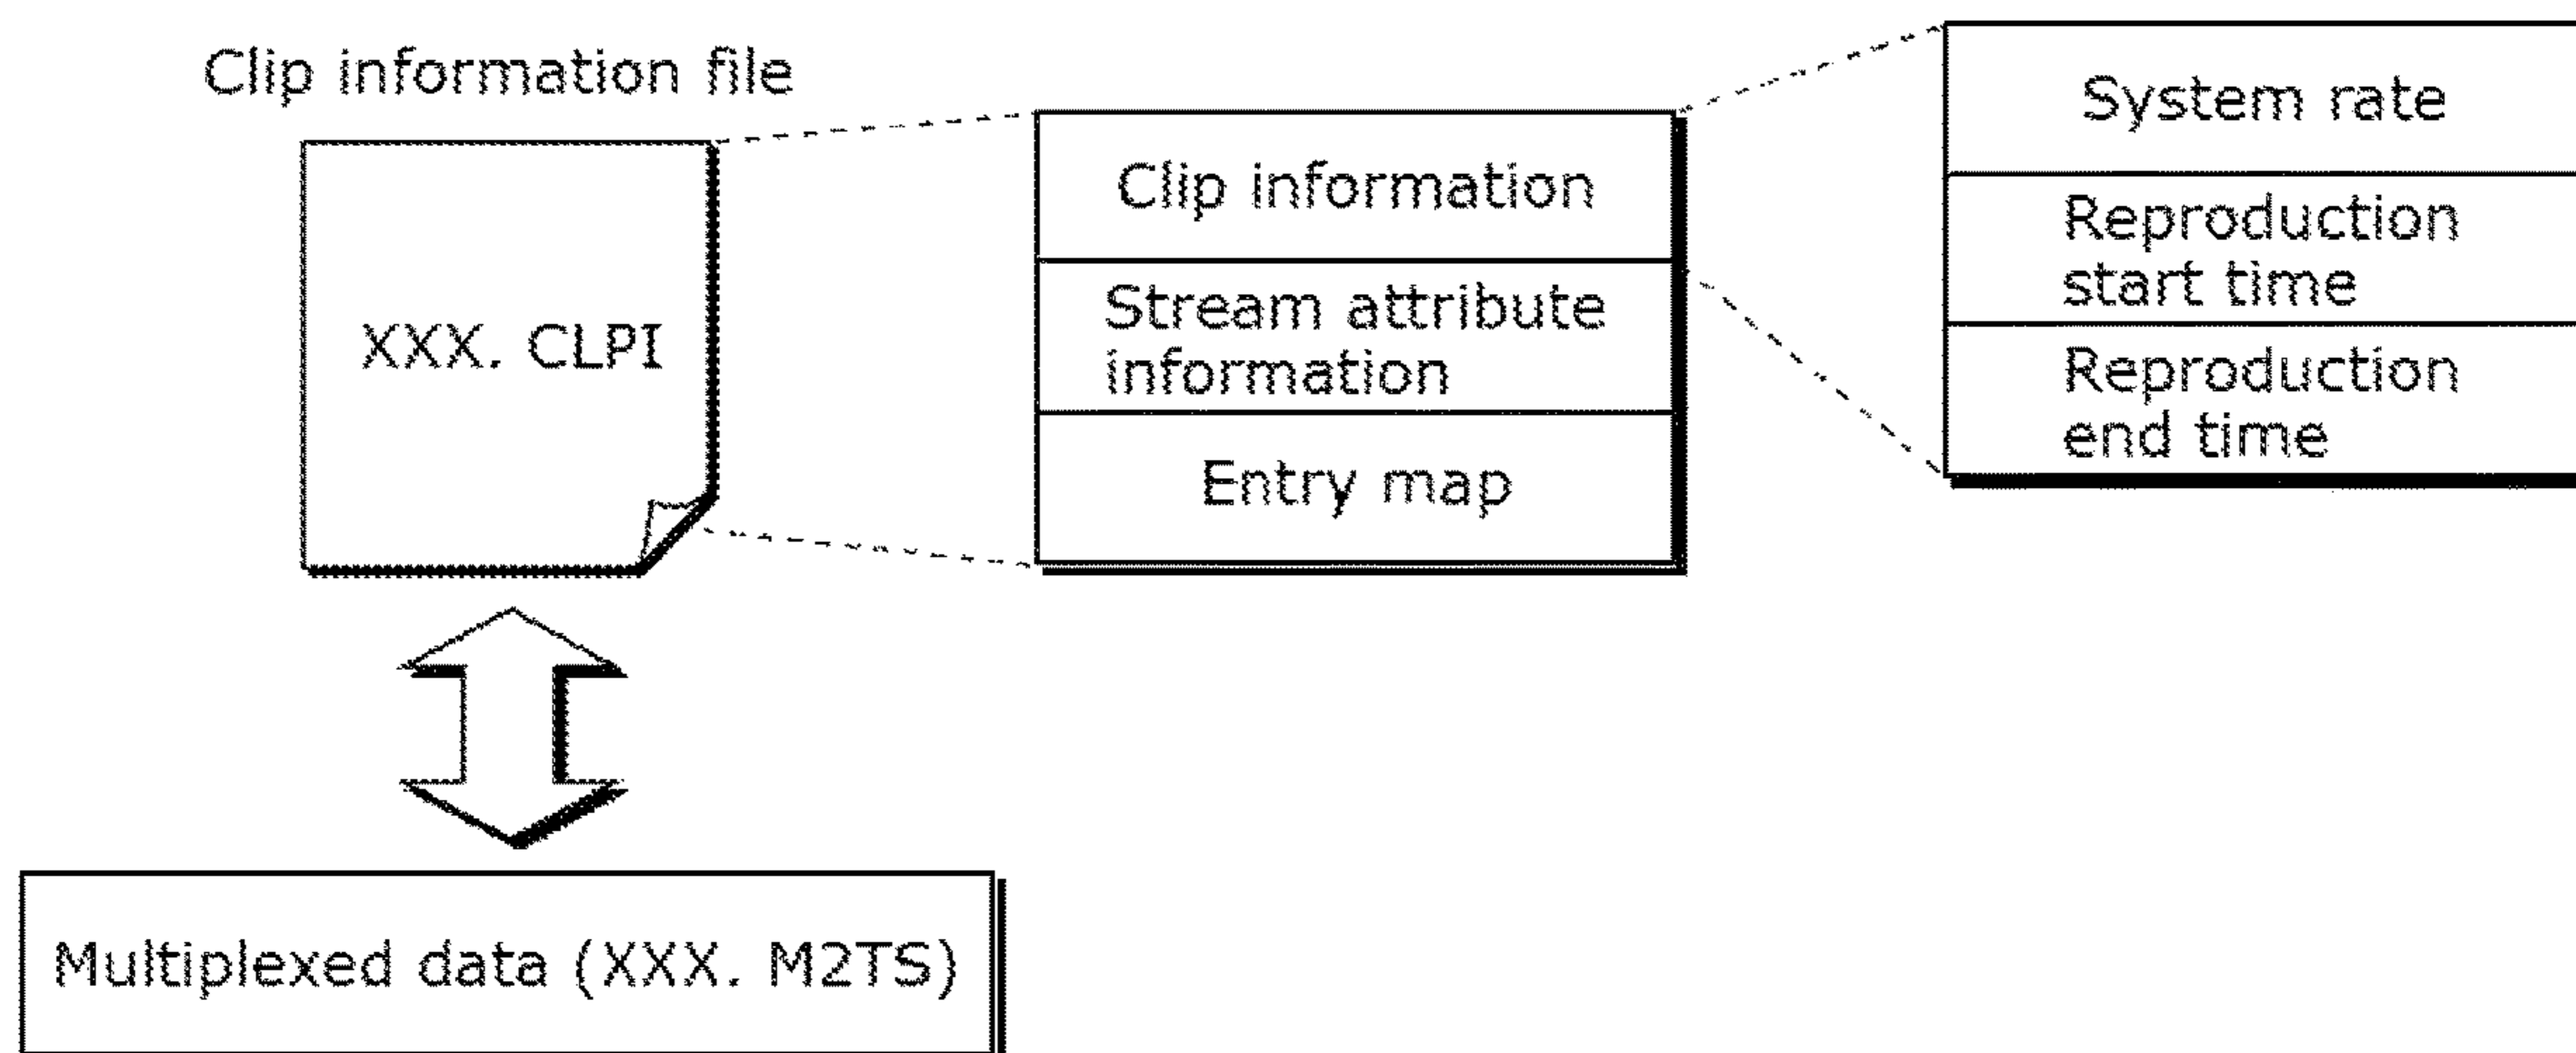 Clip information file
XXX. CLPI
Clip information
Stream attribute
information
Entry map
System rate
Reproduction
start time
Reproduction
end time
Multiplexed data (XXX. M2TS)